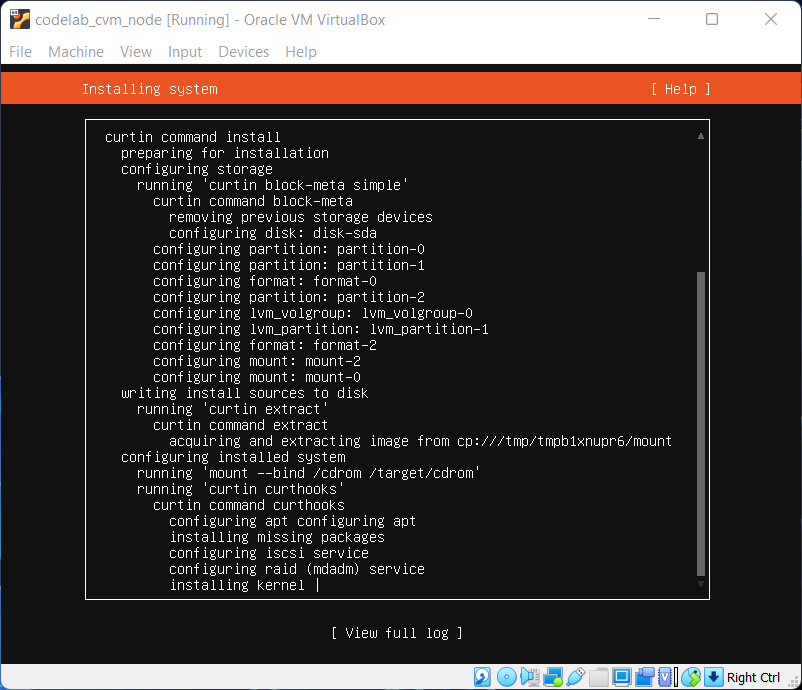 codelab_cvm_node [Running] - Oracle VM VirtualBox
File Machine View Input Devices Help
Installing system [ Help ]
curtin command install
preparing for installation
configuring storage
running 'curtin block-meta simple'
curtin command block-meta
removing previous storage devices
configuring disk: disk-sda
configuring partition: partition-0
configuring partition: partition-1
configuring format: format-0
configuring partition: partition-2
configuring lvm_volgroup: lvm_volgroup-0
configuring lvm_partition: lvm_partition-1
configuring format: format-2
configuring mount: mount-2
configuring mount: mount-0
writing install sources to disk
running 'curtin extract'
curtin command extract
acquiring and extracting image from cp:///tmp/tmpb1xnupr6/mount
configuring installed system
running 'mount --bind /cdrom /target/cdrom'
running 'curtin curthooks'
curtin command curthooks
configuring apt configuring apt
installing missing packages
configuring iscsi service
configuring raid (mdadm) service
installing kernel |
[ View full log ]
Right Ctrl